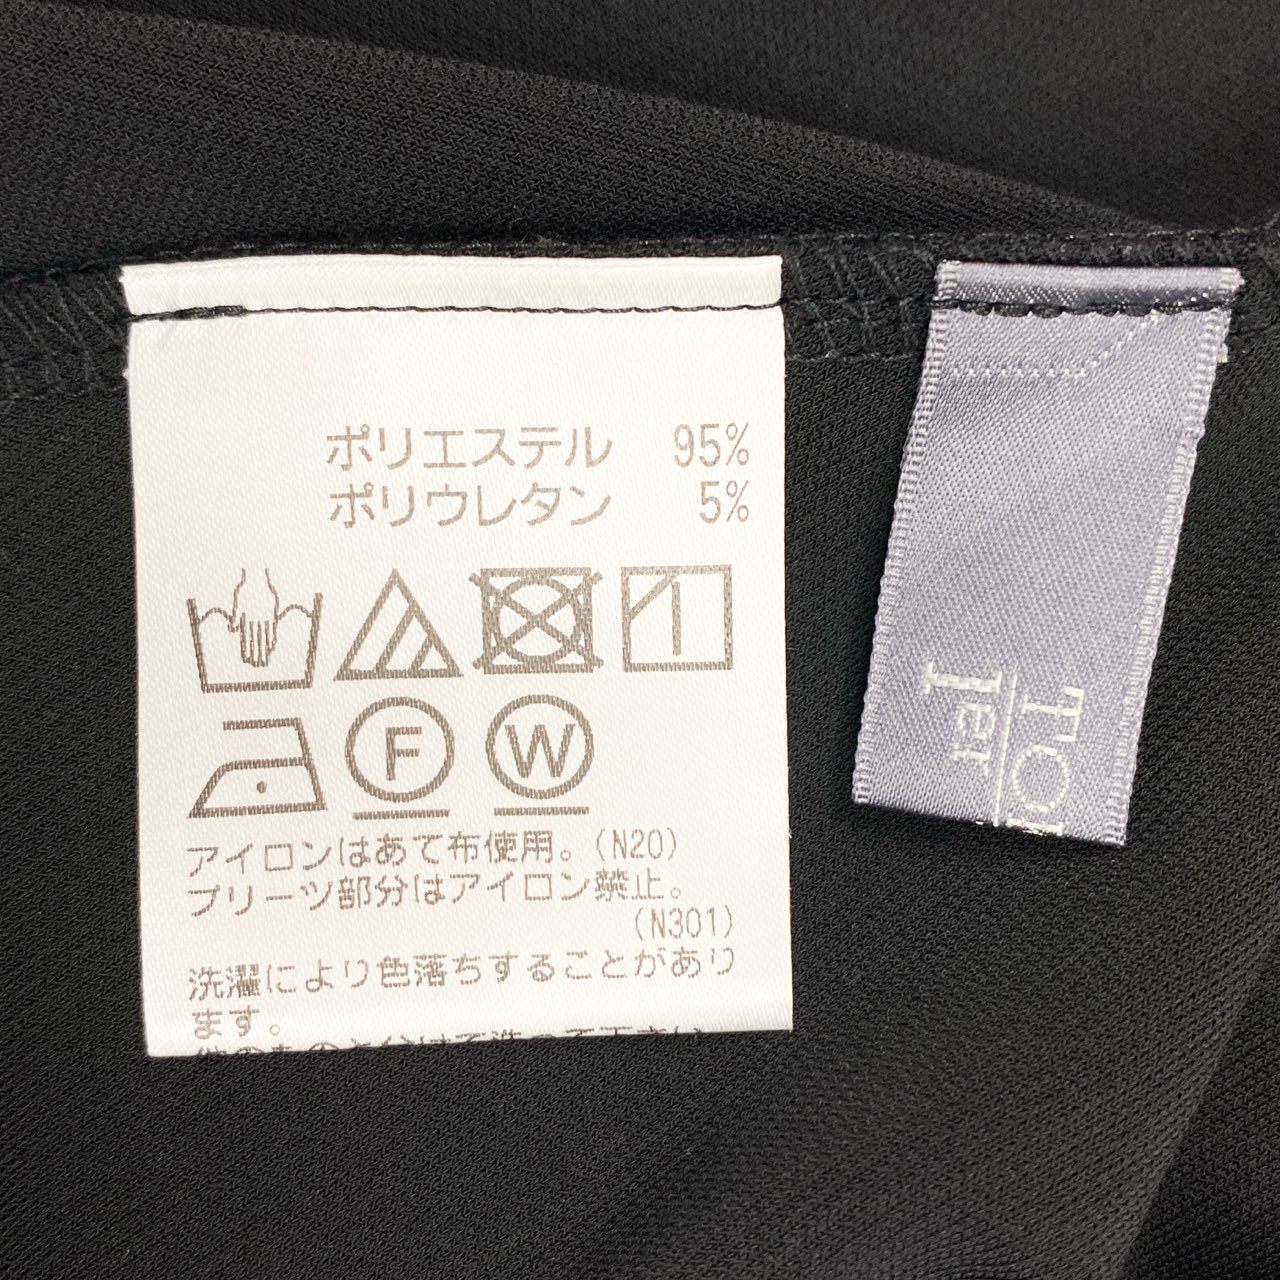 ポリエステル 95%
ポリウレタン 5%
F
W
アイロンはあて布使用。(N20)
プリーツ部分はアイロン禁止。
(N301)
洗濯により色落ちすることがあり
ます。